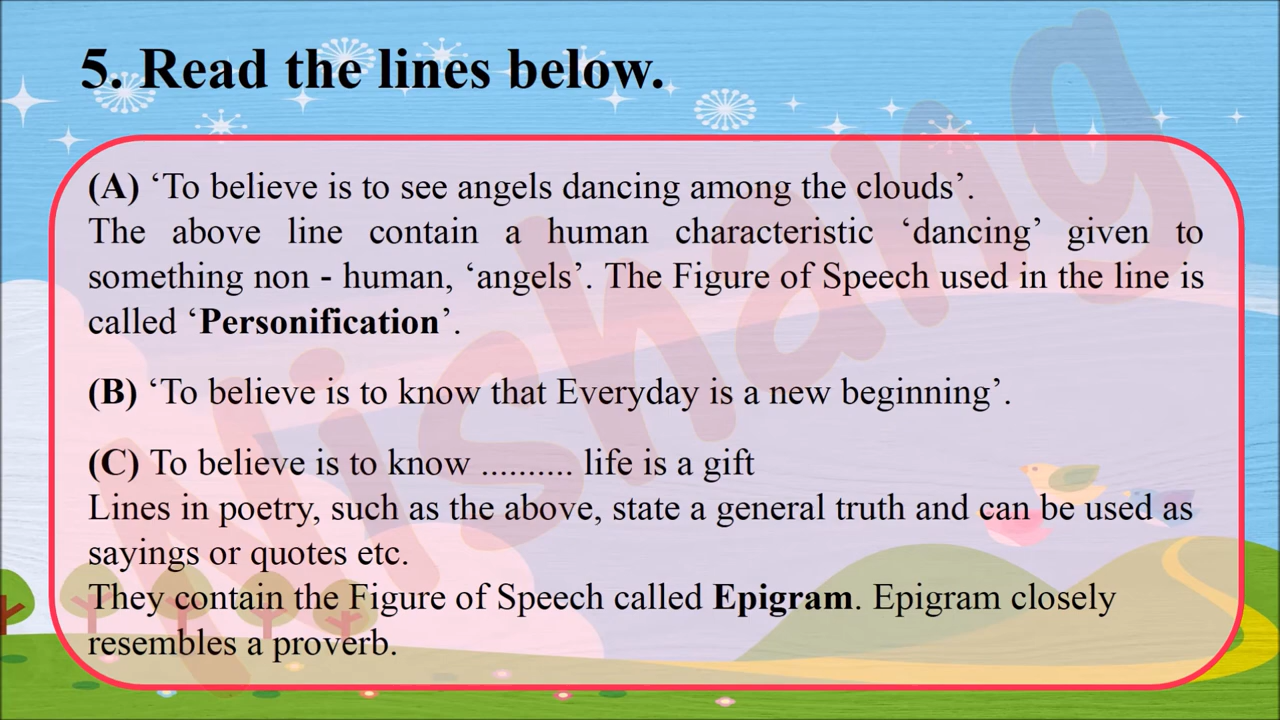 5. Read the lines below.
(A) ‘To believe is to see angels dancing among the clouds’.
The above line contain a human characteristic ‘dancing’ given to
something non - human, ‘angels’. The Figure of Speech used in the line is
called ‘Personification’.
(B) ‘To believe is to know that Everyday is a new beginning’.
(C) To believe is to know .......... life is a gift
Lines in poetry, such as the above, state a general truth and can be used as
sayings or quotes etc.
They contain the Figure of Speech called Epigram. Epigram closely
resembles a proverb.
Nishang